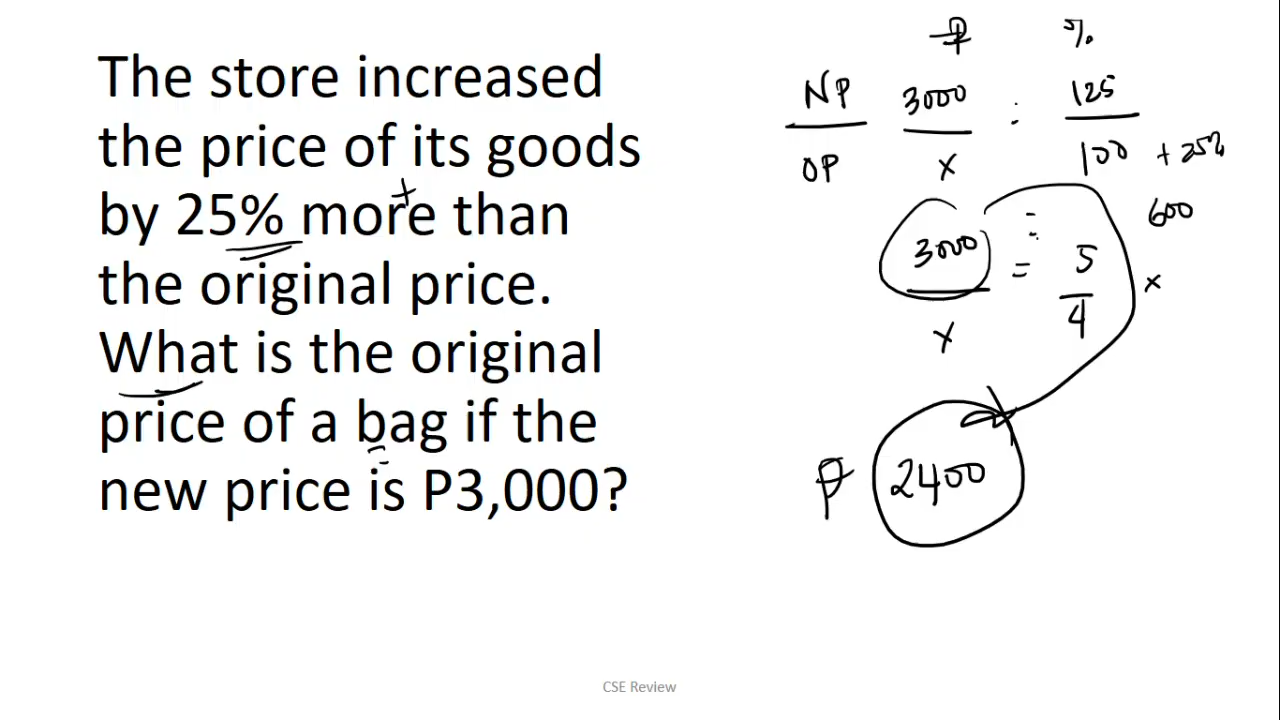 The store increased
the price of its goods
by 25% more than
the original price.
What is the original
price of a bag if the
new price is P3,000?
₱ %
NP 3000 : 125
OP x 100 + 25%
600
3000 = 5
x 4
x
₱ 2400
CSE Review